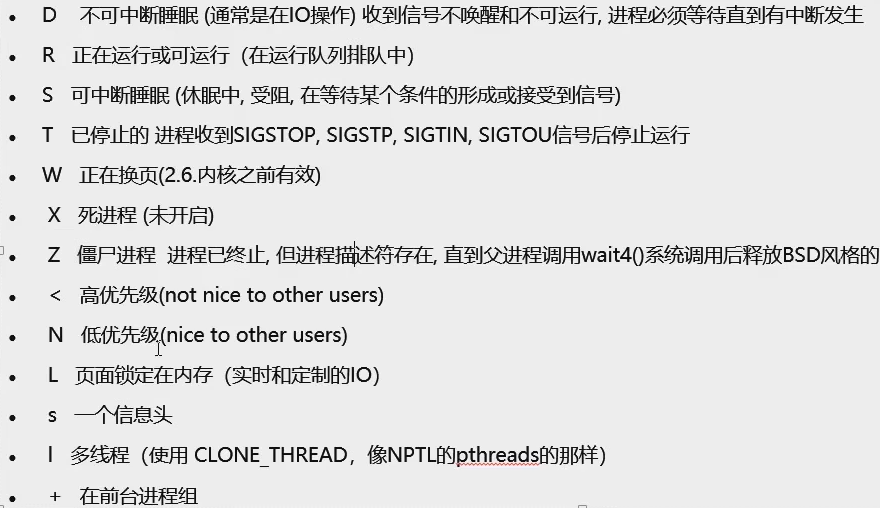 • D 不可中断睡眠 (通常是在IO操作) 收到信号不唤醒和不可运行, 进程必须等待直到有中断发生
• R 正在运行或可运行（在运行队列排队中）
• S 可中断睡眠 (休眠中, 受阻, 在等待某个条件的形成或接受到信号)
• T 已停止的 进程收到SIGSTOP, SIGSTP, SIGTIN, SIGTOU信号后停止运行
• W 正在换页(2.6.内核之前有效)
• X 死进程 (未开启)
• Z 僵尸进程 进程已终止, 但进程描述符存在, 直到父进程调用wait4()系统调用后释放BSD风格的
• < 高优先级(not nice to other users)
• N 低优先级(nice to other users)
• L 页面锁定在内存（实时和定制的IO）
• s 一个信息头
• l 多线程（使用 CLONE_THREAD，像NPTL的pthreads的那样）
• + 在前台进程组